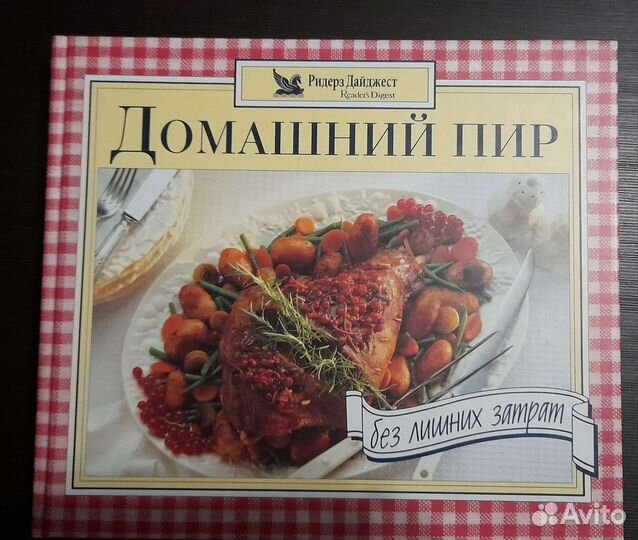 Ридерз Дайджест
Reader's Digest
Домашний пир
без лишних затрат
Avito